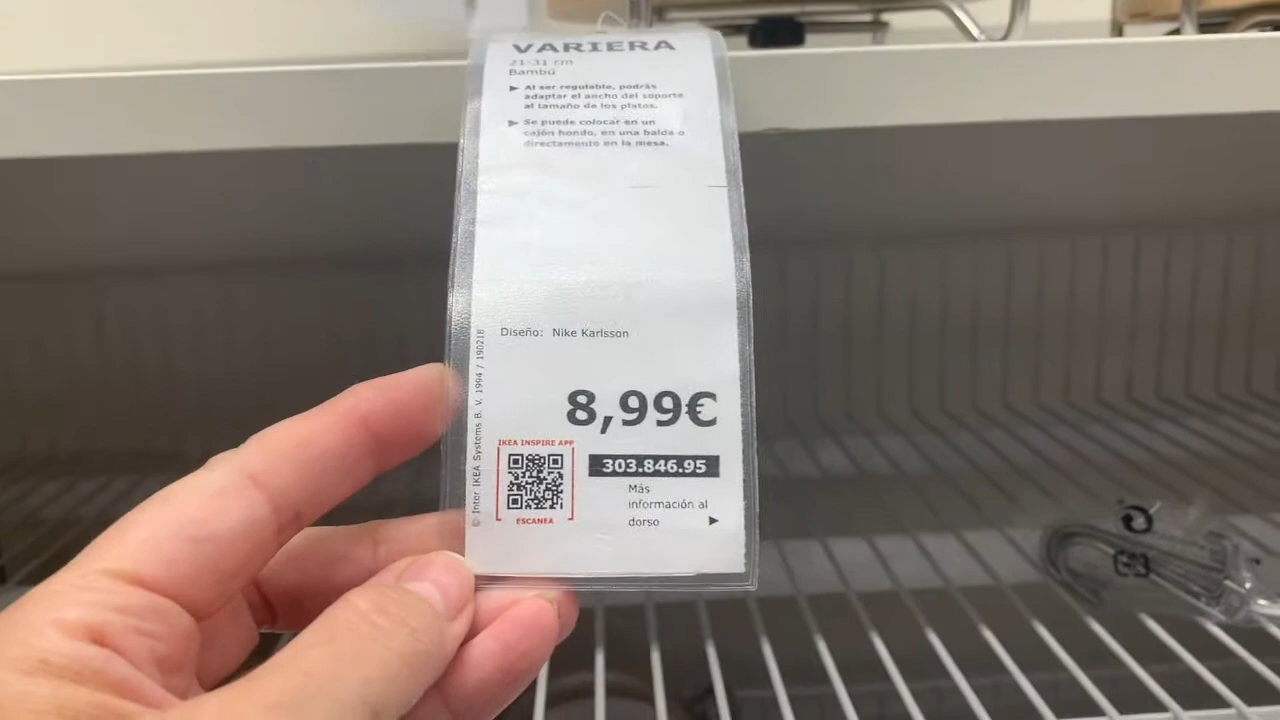 VARIERA
21-31 cm
Bambú
▶ Al ser regulable, podrás
adaptar el ancho del soporte
al tamaño de los platos.
▶ Se puede colocar en un
cajón hondo, en una balda o
directamente en la mesa.
Diseño: Nike Karlsson
© Inter IKEA Systems B. V. 1994 / 190218
8,99€
IKEA INSPIRE APP
ESCANEA
303.846.95
Más
información al
dorso ▶